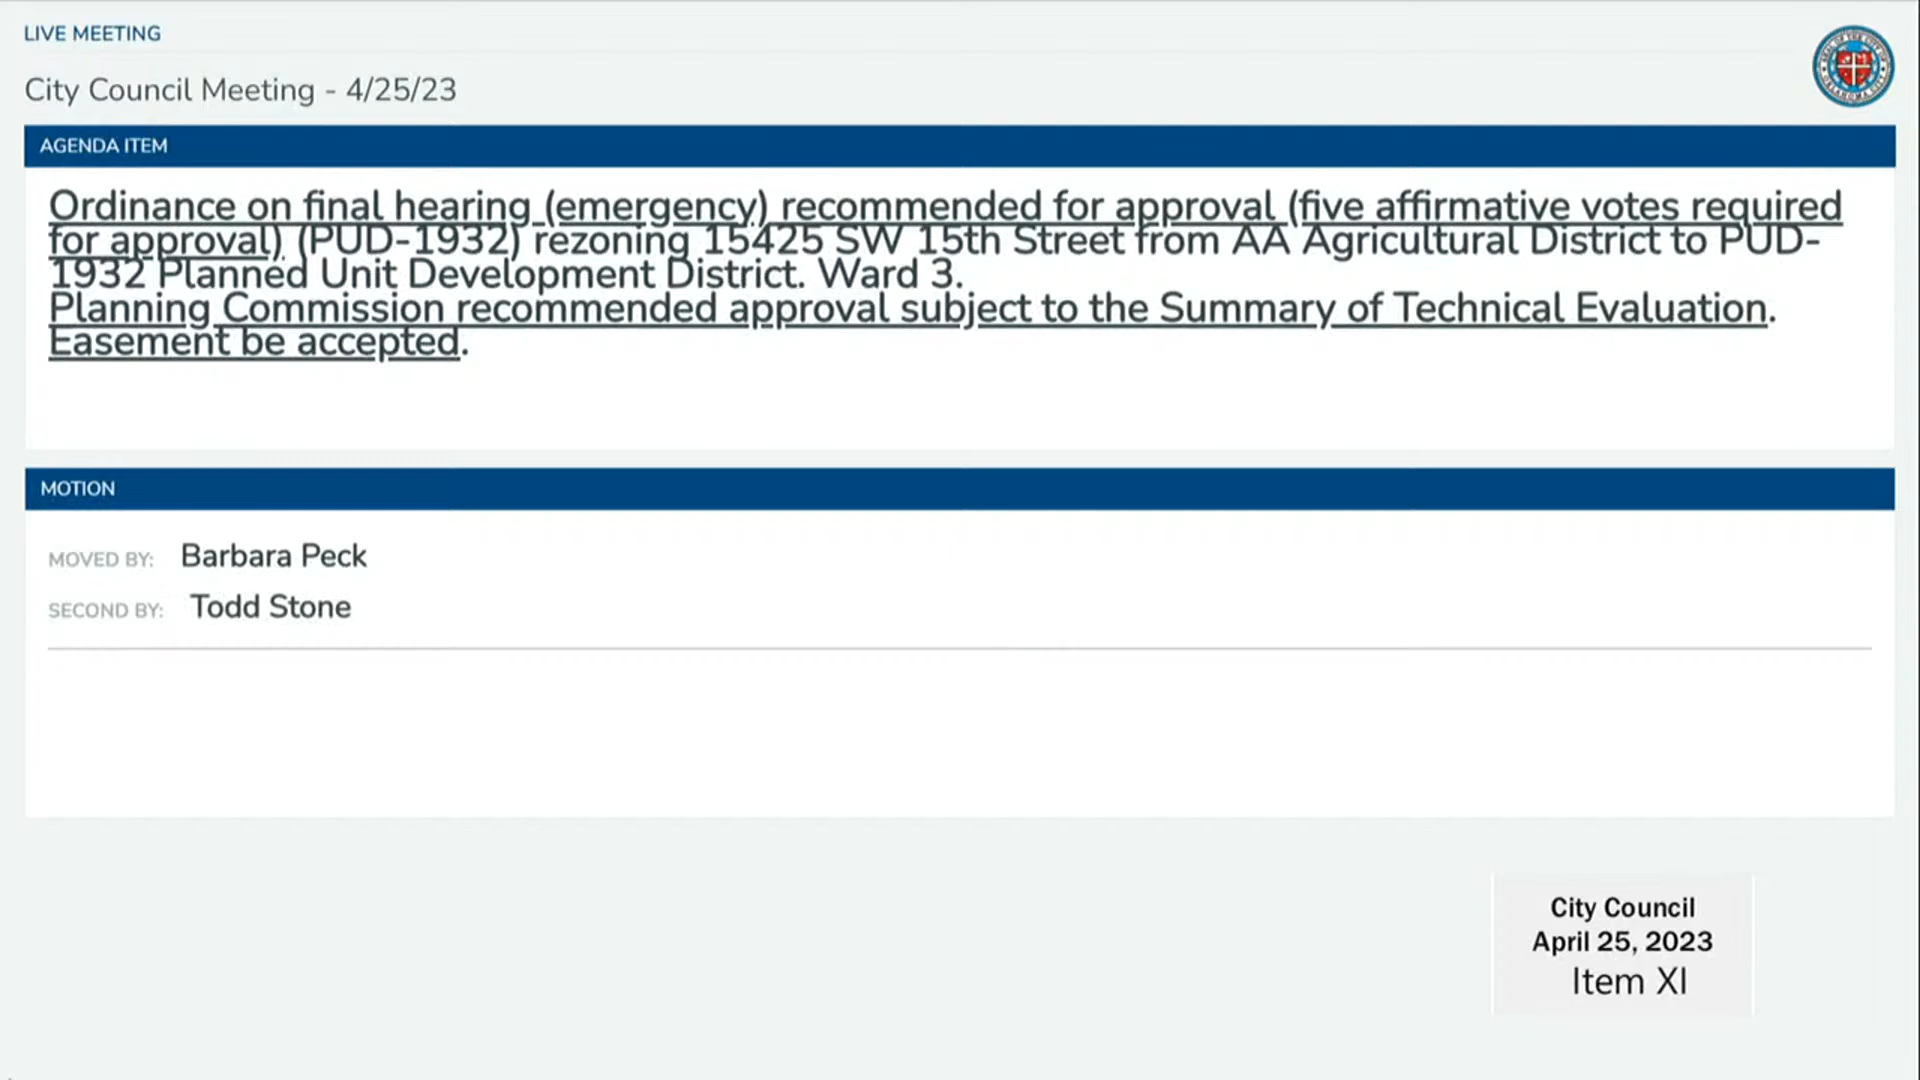 LIVE MEETING
City Council Meeting - 4/25/23
AGENDA ITEM
Ordinance on final hearing (emergency) recommended for approval (five affirmative votes required
for approval) (PUD-1932) rezoning 15425 SW 15th Street from AA Agricultural District to PUD-
1932 Planned Unit Development District. Ward 3.
Planning Commission recommended approval subject to the Summary of Technical Evaluation.
Easement be accepted.
MOTION
MOVED BY: Barbara Peck
SECOND BY: Todd Stone
City Council
April 25, 2023
Item XI